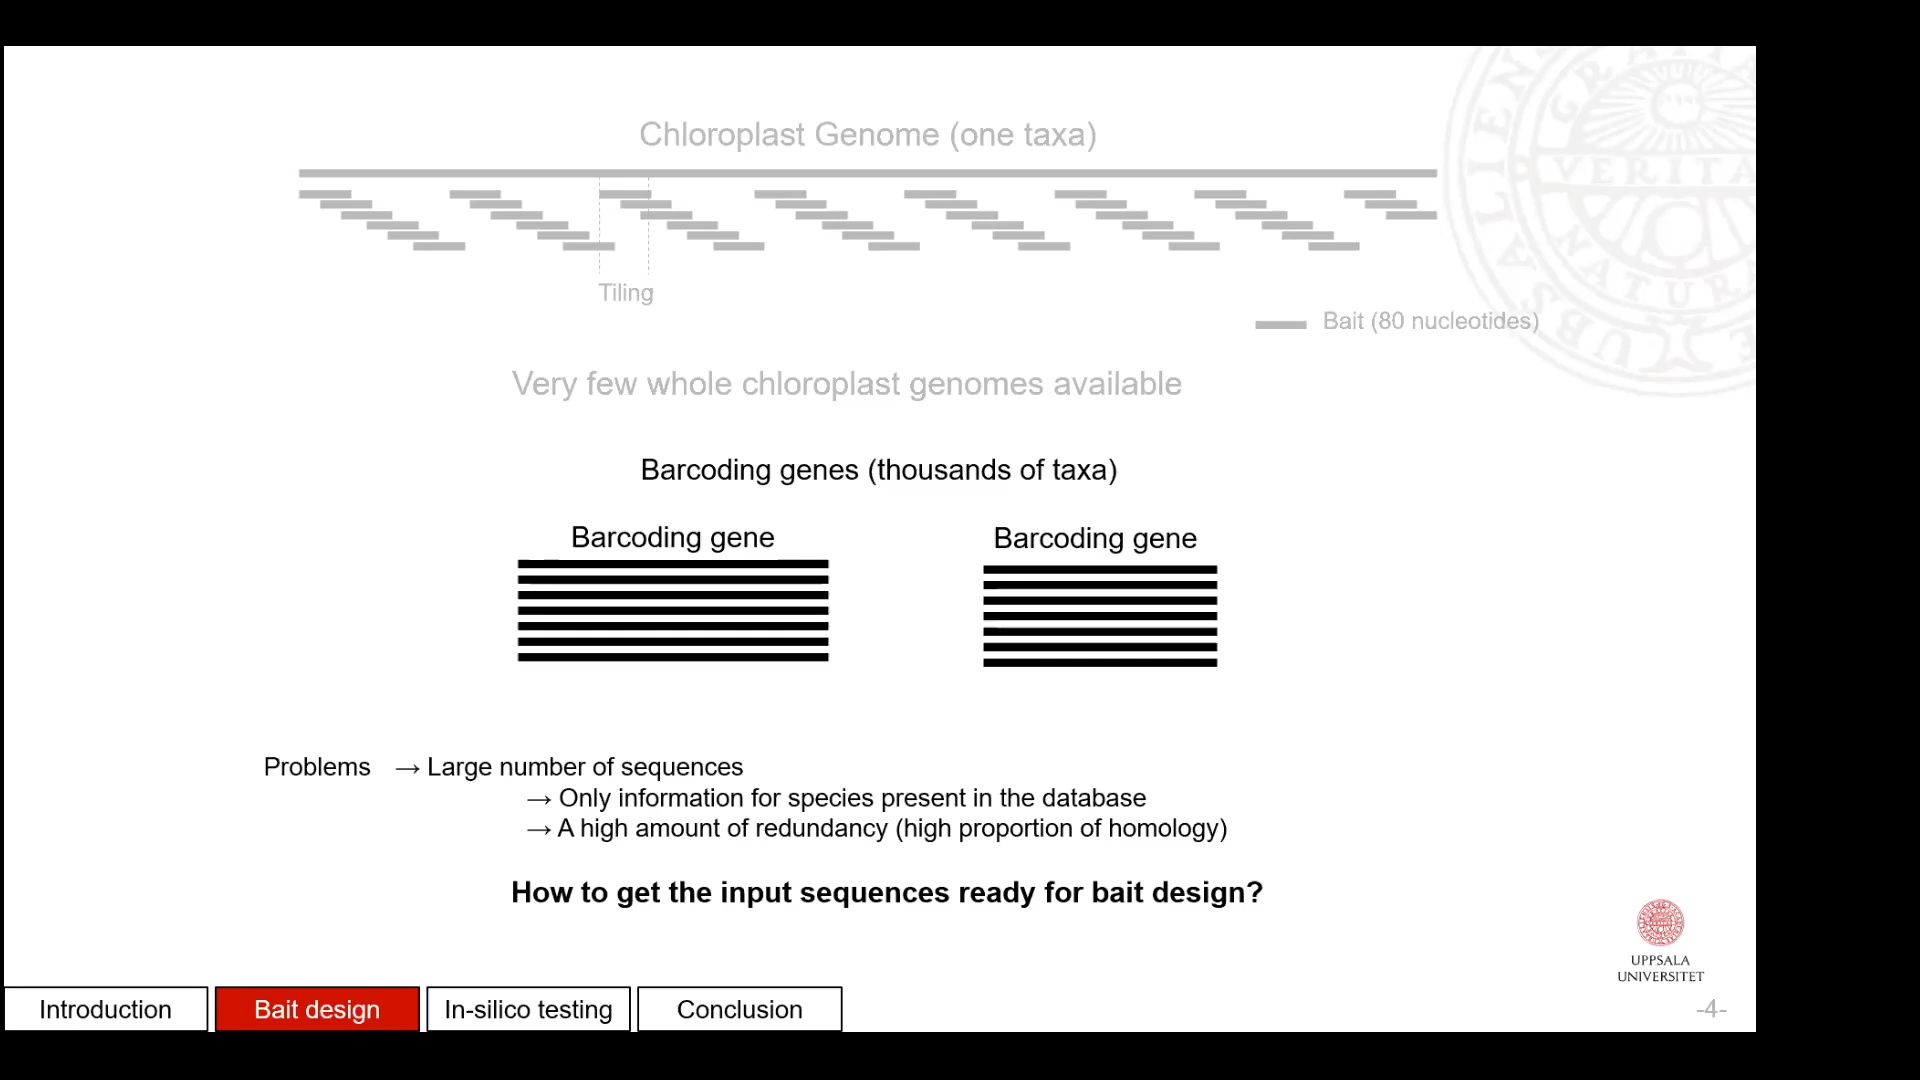 Chloroplast Genome (one taxa)
Tiling
Bait (80 nucleotides)
Very few whole chloroplast genomes available
Barcoding genes (thousands of taxa)
Barcoding gene
Barcoding gene
Problems → Large number of sequences
→ Only information for species present in the database
→ A high amount of redundancy (high proportion of homology)
How to get the input sequences ready for bait design?
UPPSALA
UNIVERSITET
Introduction
Bait design
In-silico testing
Conclusion
-4-